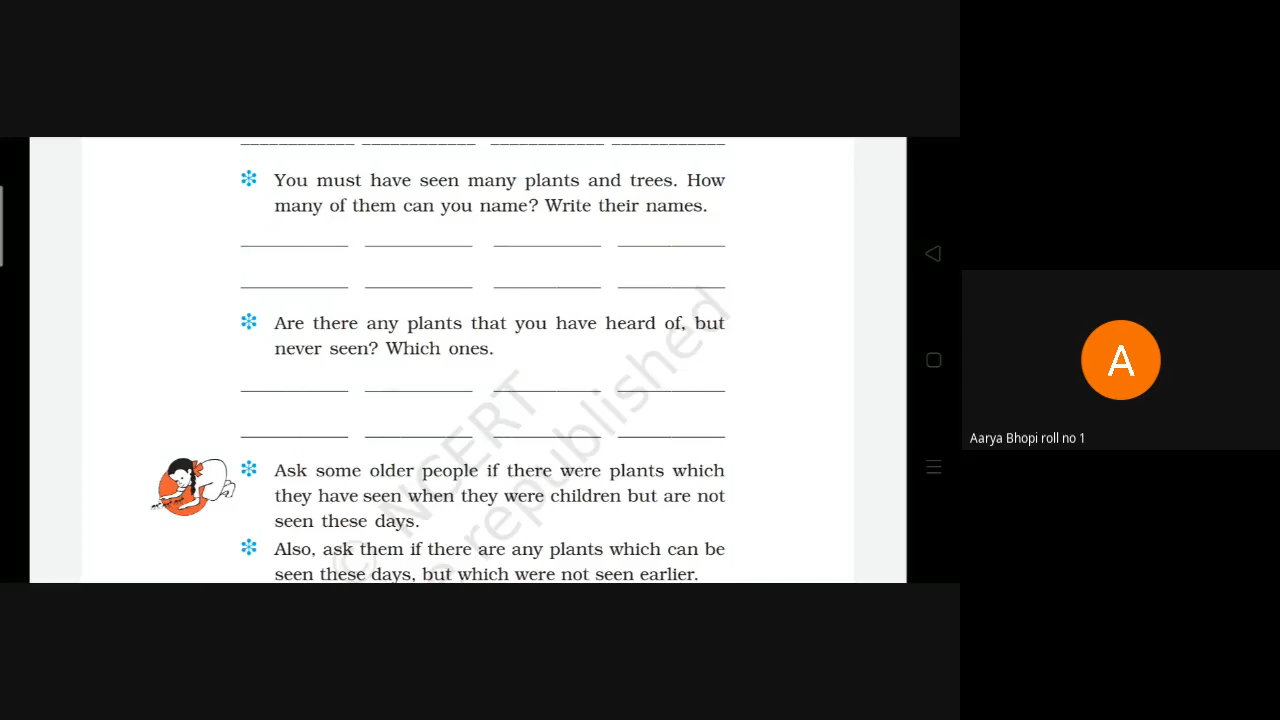 ❇ You must have seen many plants and trees. How
many of them can you name? Write their names.
❇ Are there any plants that you have heard of, but
never seen? Which ones.
❇ Ask some older people if there were plants which
they have seen when they were children but are not
seen these days.
❇ Also, ask them if there are any plants which can be
seen these days, but which were not seen earlier.
© NCERT
republished
A
Aarya Bhopi roll no 1